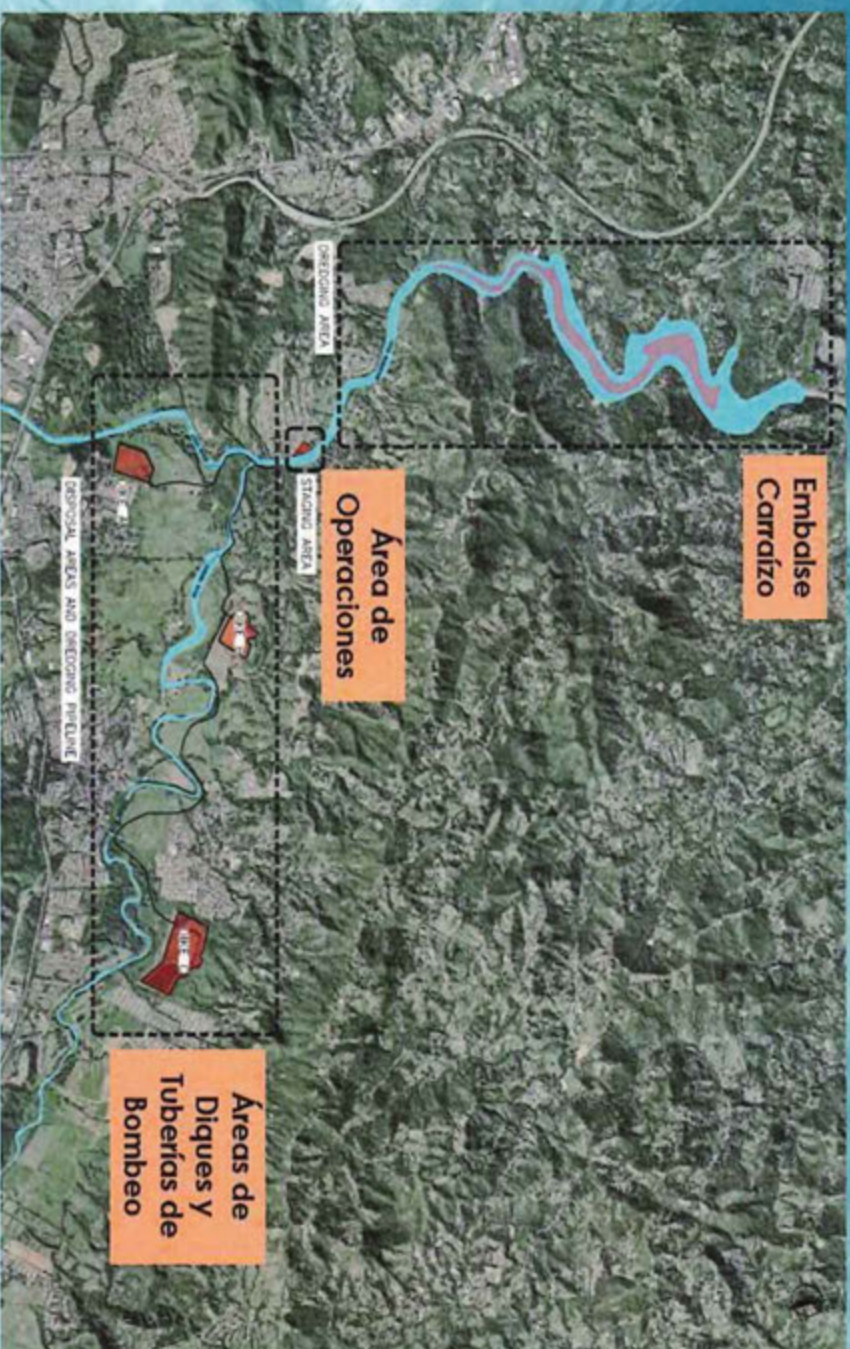 Embalse
Carraízo
DREDGING AREA
Área de
Operaciones
STAGING AREA
Áreas de
Diques y
Tuberías de
Bombeo
DISPOSAL AREAS AND DREDGING PIPELINE